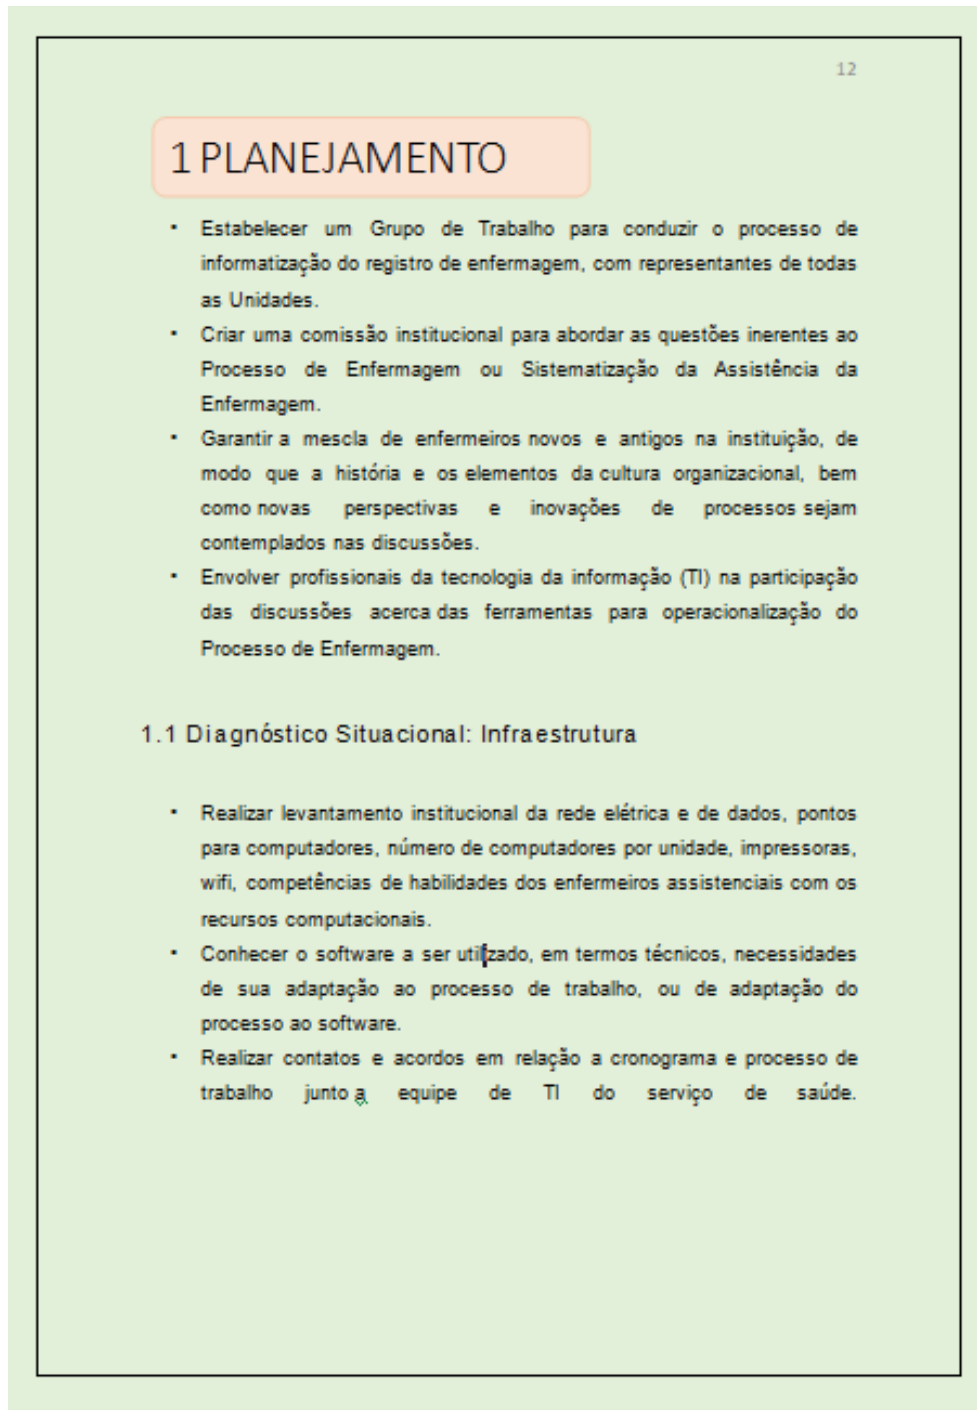 12
1 PLANEJAMENTO
▪ Estabelecer um Grupo de Trabalho para conduzir o processo de
informatização do registro de enfermagem, com representantes de todas
as Unidades.
▪ Criar uma comissão institucional para abordar as questões inerentes ao
Processo de Enfermagem ou Sistematização da Assistência da
Enfermagem.
▪ Garantir a mescla de enfermeiros novos e antigos na instituição, de
modo que a história e os elementos da cultura organizacional, bem
como novas perspectivas e inovações de processos sejam
contemplados nas discussões.
▪ Envolver profissionais da tecnologia da informação (TI) na participação
das discussões acerca das ferramentas para operacionalização do
Processo de Enfermagem.
1.1 Diagnóstico Situacional: Infraestrutura
▪ Realizar levantamento institucional da rede elétrica e de dados, pontos
para computadores, número de computadores por unidade, impressoras,
wifi, competências de habilidades dos enfermeiros assistenciais com os
recursos computacionais.
▪ Conhecer o software a ser utilizado, em termos técnicos, necessidades
de sua adaptação ao processo de trabalho, ou de adaptação do
processo ao software.
▪ Realizar contatos e acordos em relação a cronograma e processo de
trabalho junto a equipe de TI do serviço de saúde.